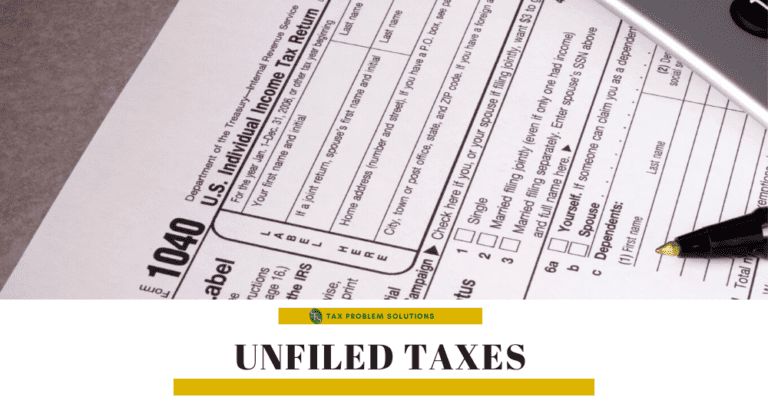 Department of the Treasury—Internal Revenue Service
FORM 1040
U.S. Individual Income Tax Return
For the year Jan. 1–Dec. 31, 2006, or other tax year beginning
Your first name and initial
Last name
If a joint return, spouse's first name and initial
Last name
Home address (number and street). If you have a P.O. box, see pa
City, town or post office, state, and ZIP code. If you have a foreign a
LABEL
HERE
abel
uctions
age 16.)
the IRS
wise,
print
ampaign ▶ Check here if you, or your spouse if filing jointly, want $3 to g
tus
1 Single
2 Married filing jointly (even if only one had income)
3 Married filing separately. Enter spouse's SSN above
and full name here. ▶
6a Yourself. If someone can claim you as a dependent
b Spouse
c Dependents:
(1) First name
Last name
(2) De
social s
Total n
TAX PROBLEM SOLUTIONS
UNFILED TAXES